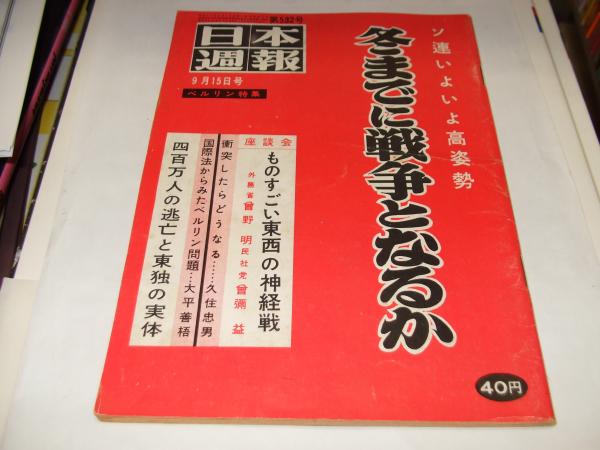 第532号
日本
週報
9月15日号
ベルリン特集
ソ連いよいよ高姿勢
冬までに戦争となるか
座談会
ものすごい東西の神経戦
外務省 曾野 明 民社党 曾禰 益
衝突したらどうなる……久住忠男
国際法からみたベルリン問題…大平善梧
四百万人の逃亡と東独の実体
40円